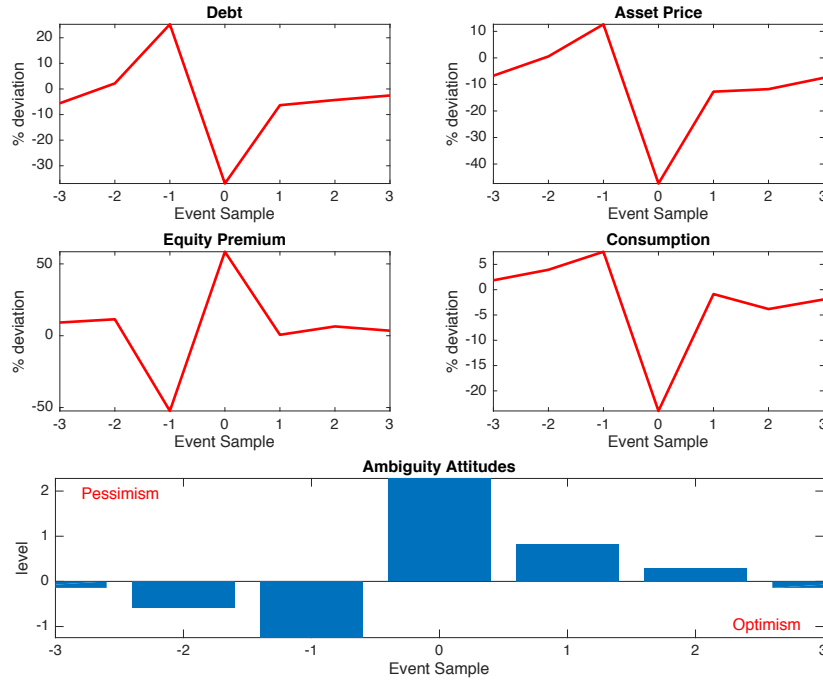 Debt
% deviation
20
10
0
-10
-20
-30
-3 -2 -1 0 1 2 3
Event Sample
Asset Price
% deviation
10
0
-10
-20
-30
-40
-3 -2 -1 0 1 2 3
Event Sample
Equity Premium
% deviation
50
0
-50
-3 -2 -1 0 1 2 3
Event Sample
Consumption
% deviation
5
0
-5
-10
-15
-20
-3 -2 -1 0 1 2 3
Event Sample
Ambiguity Attitudes
level
2
1
0
-1
Pessimism
Optimism
-3 -2 -1 0 1 2 3
Event Sample